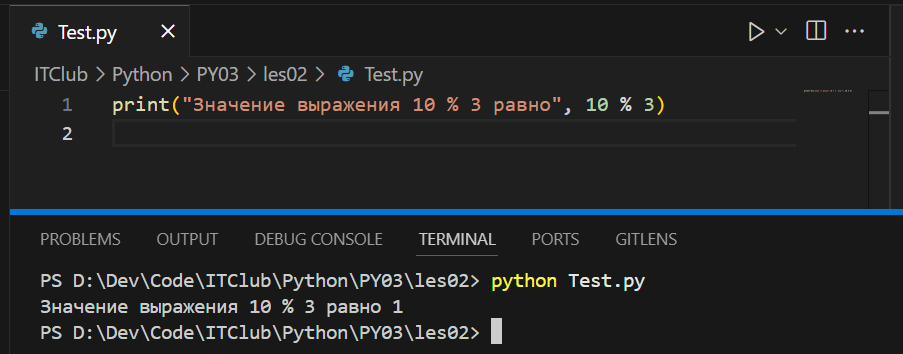 Test.py
ITClub > Python > PY03 > les02 > Test.py
1 print("Значение выражения 10 % 3 равно", 10 % 3)
2
PROBLEMS OUTPUT DEBUG CONSOLE TERMINAL PORTS GITLENS
PS D:\Dev\Code\ITClub\Python\PY03\les02> python Test.py
Значение выражения 10 % 3 равно 1
PS D:\Dev\Code\ITClub\Python\PY03\les02>